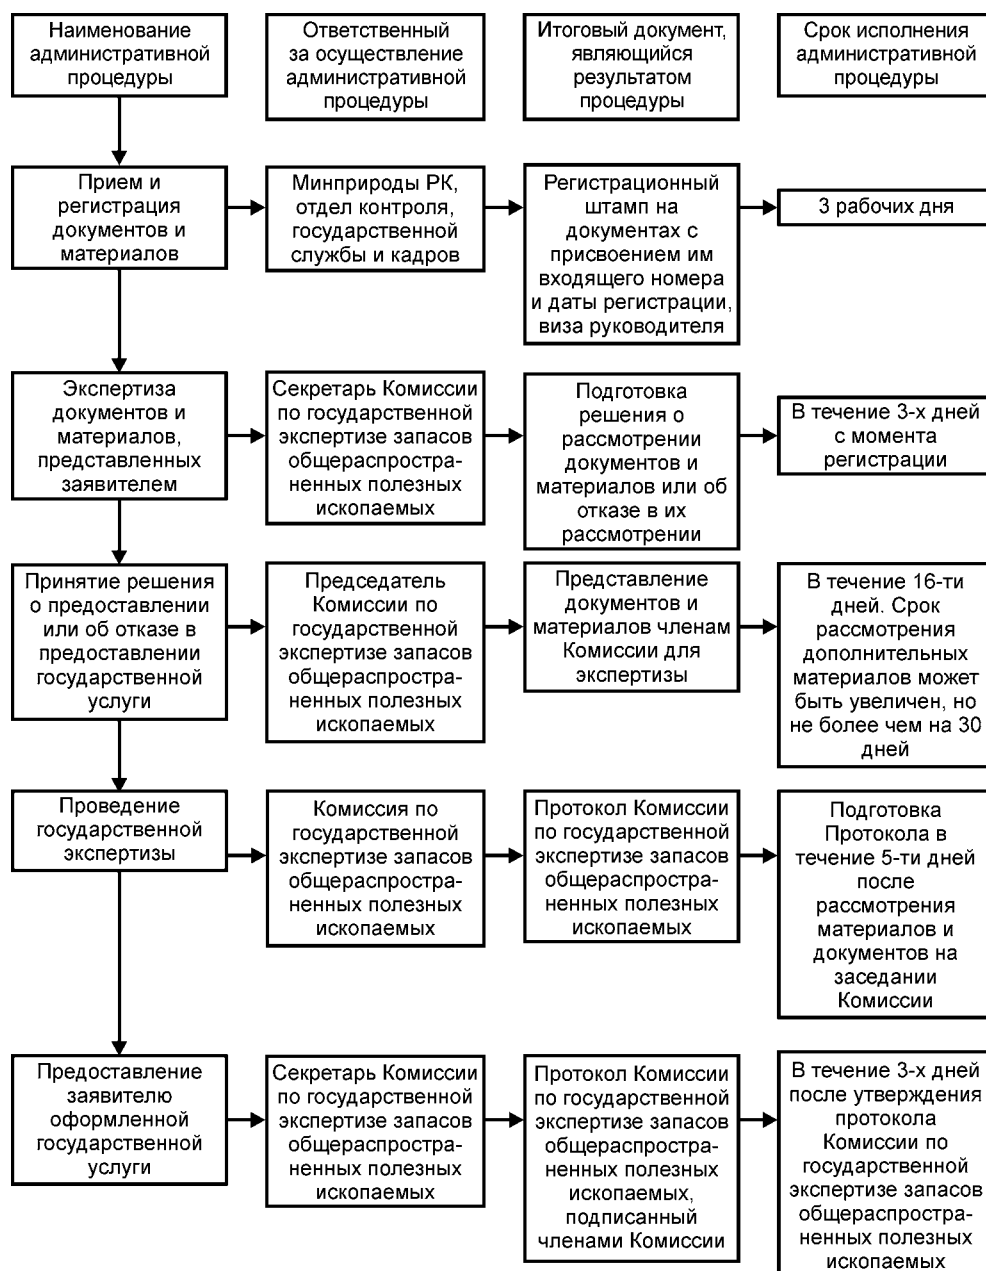 Наименование
административной
процедуры
Ответственный
за осуществление
административной
процедуры
Итоговый документ,
являющийся
результатом
процедуры
Срок исполнения
административной
процедуры
Прием и
регистрация
документов и
материалов
Минприроды РК,
отдел контроля,
государственной
службы и кадров
Регистрационный
штамп на
документах с
присвоением им
входящего номера
и даты регистрации,
виза руководителя
3 рабочих дня
Экспертиза
документов и
материалов,
представленных
заявителем
Секретарь Комиссии
по государственной
экспертизе запасов
общераспростра-
ненных полезных
ископаемых
Подготовка
решения о
рассмотрении
документов и
материалов или об
отказе в их
рассмотрении
В течение 3-х дней
с момента
регистрации
Принятие решения
о предоставлении
или об отказе в
предоставлении
государственной
услуги
Председатель
Комиссии по
государственной
экспертизе запасов
общераспростра-
ненных полезных
ископаемых
Представление
документов и
материалов членам
Комиссии для
экспертизы
В течение 16-ти
дней. Срок
рассмотрения
дополнительных
материалов может
быть увеличен, но
не более чем на 30
дней
Проведение
государственной
экспертизы
Комиссия по
государственной
экспертизе запасов
общераспростра-
ненных полезных
ископаемых
Протокол Комиссии
по государственной
экспертизе запасов
общераспростра-
ненных полезных
ископаемых
Подготовка
Протокола в
течение 5-ти дней
после
рассмотрения
материалов и
документов на
заседании
Комиссии
Предоставление
заявителю
оформленной
государственной
услуги
Секретарь Комиссии
по государственной
экспертизе запасов
общераспростра-
ненных полезных
ископаемых
Протокол Комиссии
по государственной
экспертизе запасов
общераспростра-
ненных полезных
ископаемых,
подписанный
членами Комиссии
В течение 3-х дней
после утверждения
протокола
Комиссии по
государственной
экспертизе запасов
общераспростра-
ненных полезных
ископаемых